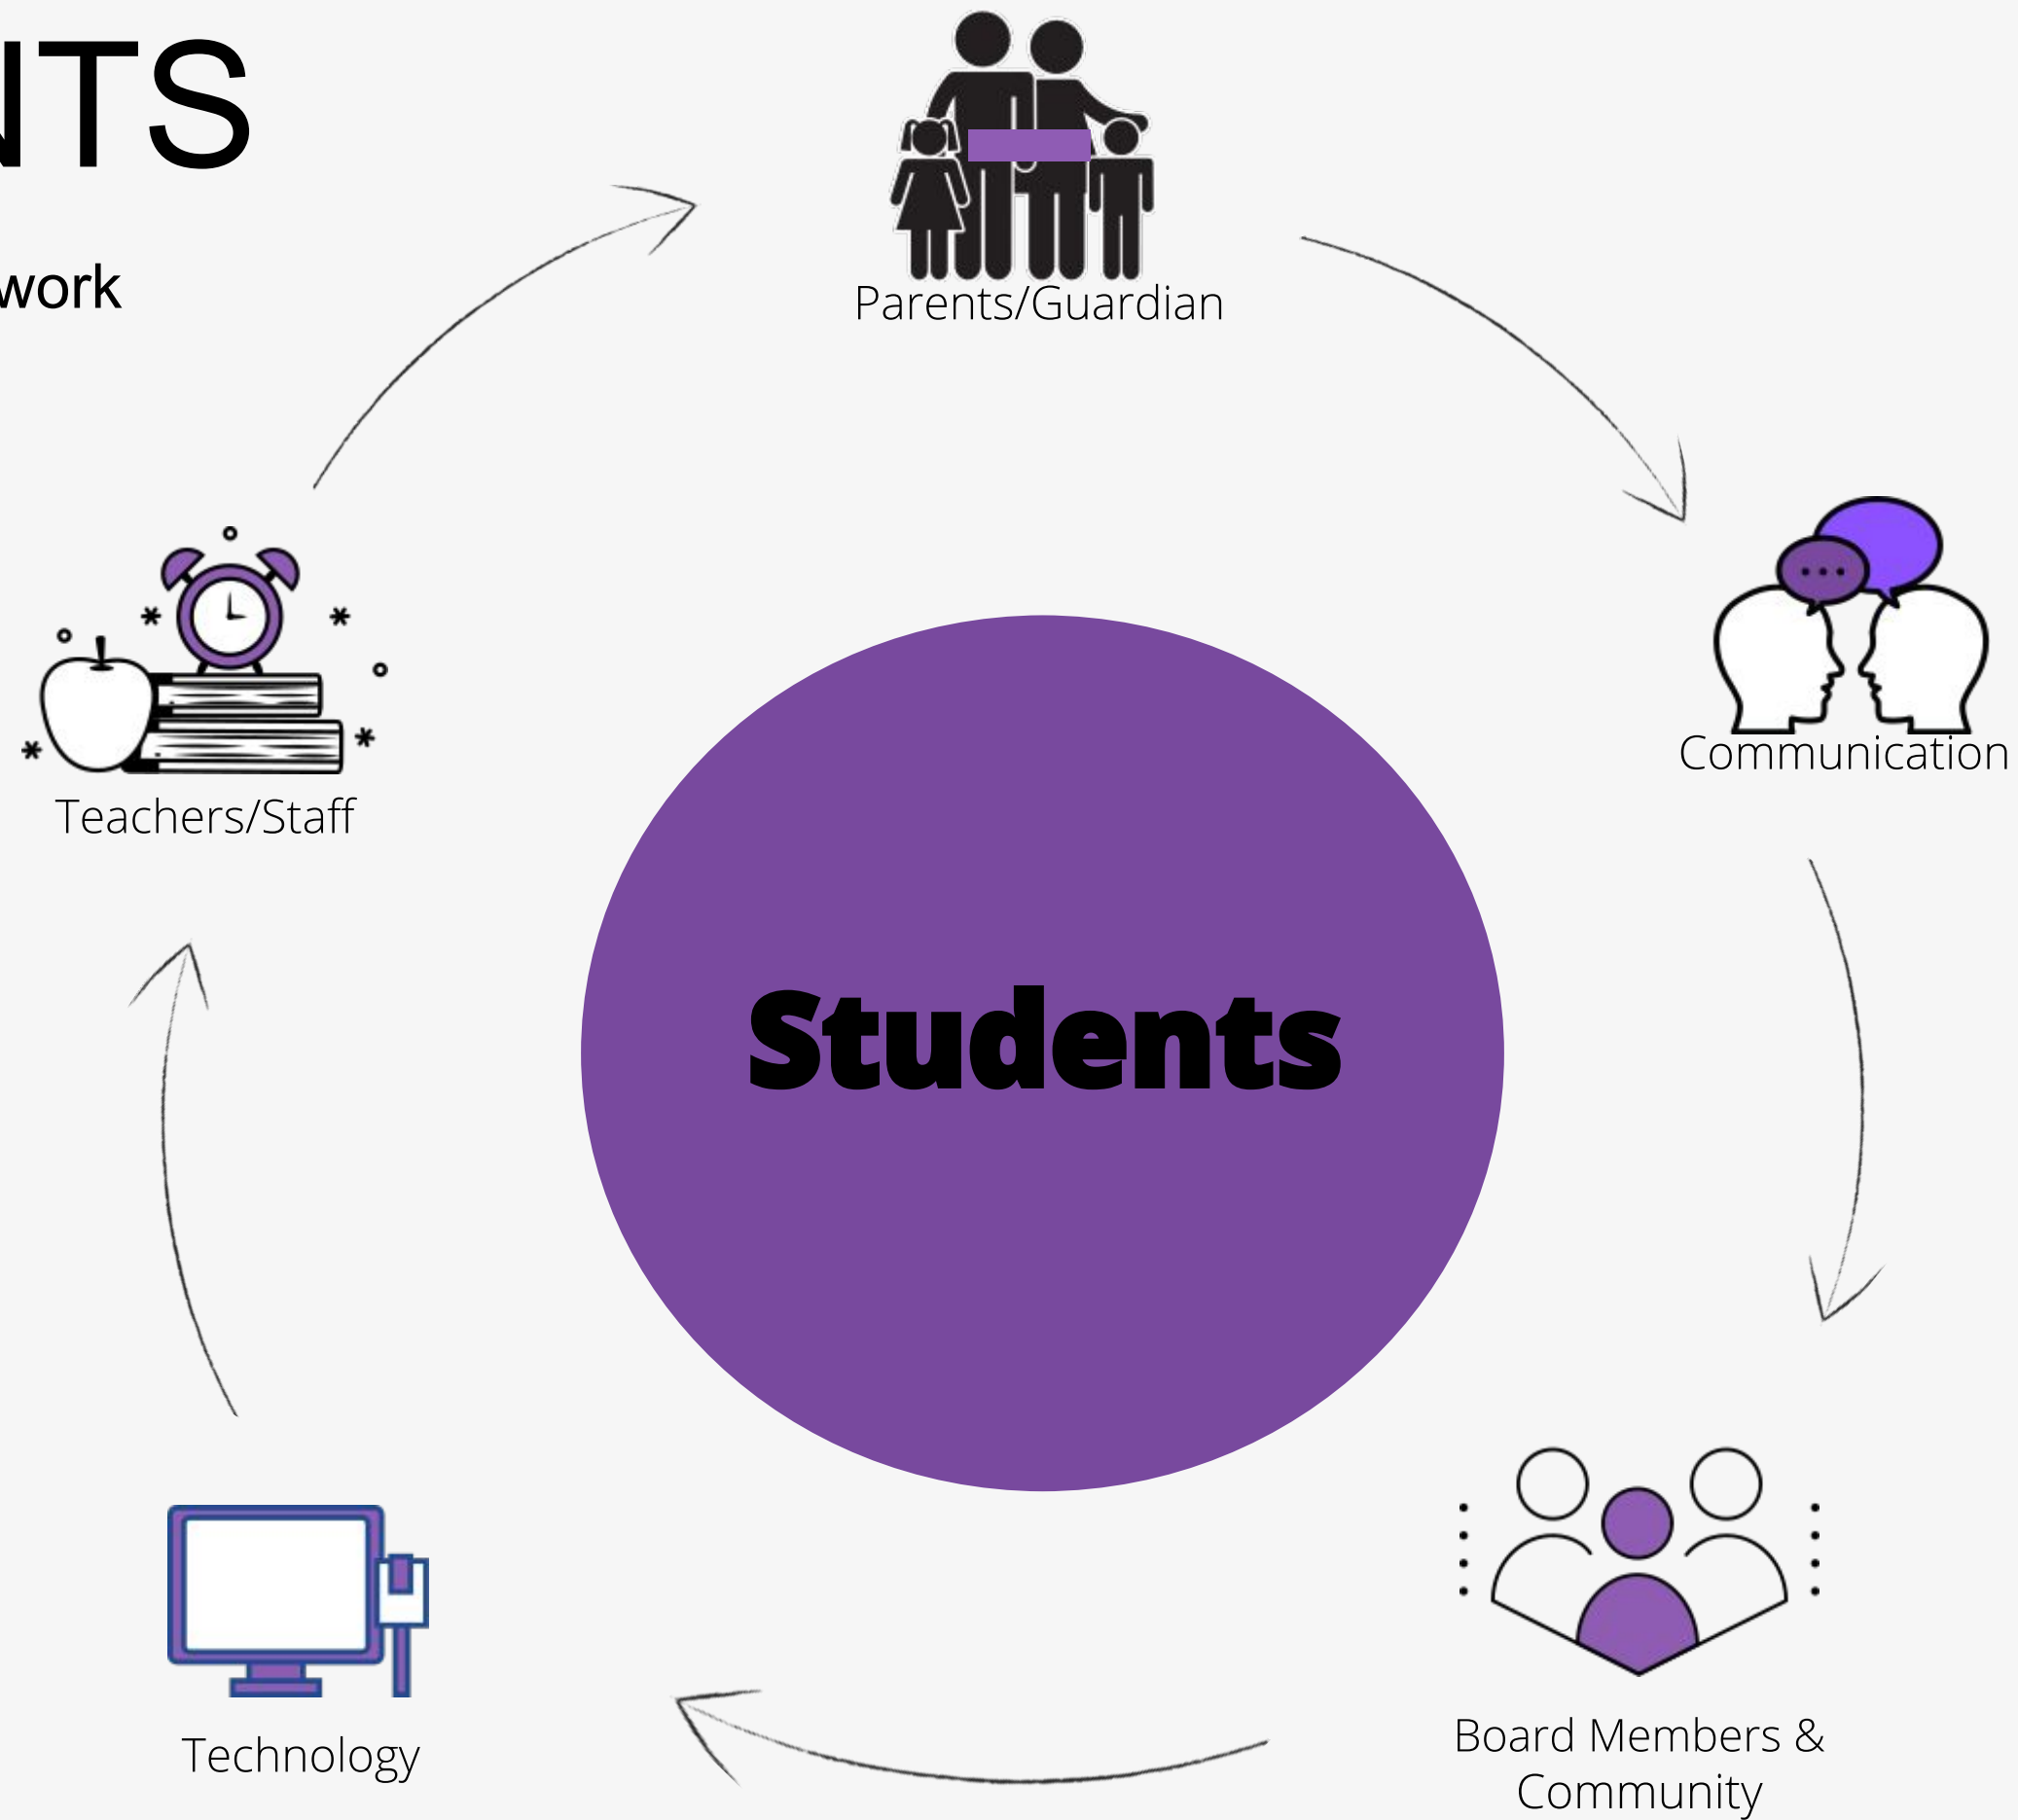 NTS
work
Parents/Guardian
Communication
Teachers/Staff
Students
Technology
Board Members &
Community